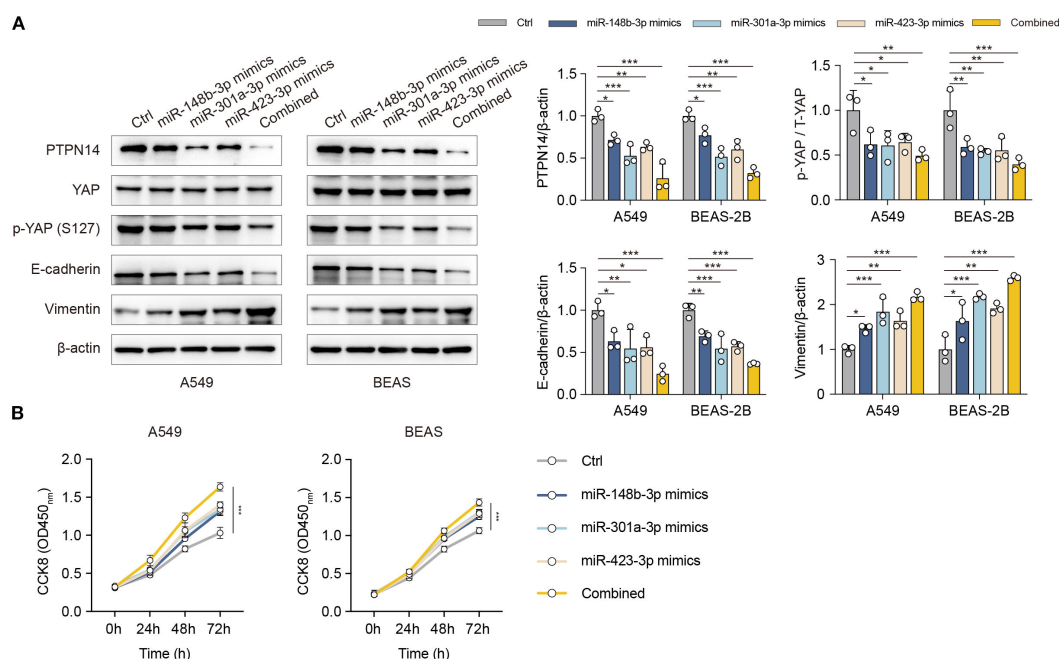 A
Ctrl miR-148b-3p mimics miR-301a-3p mimics miR-423-3p mimics Combined
Ctrl
miR-148b-3p mimics
miR-301a-3p mimics
miR-423-3p mimics
Combined
Ctrl
miR-148b-3p mimics
miR-301a-3p mimics
miR-423-3p mimics
Combined
PTPN14
YAP
p-YAP (S127)
E-cadherin
Vimentin
β-actin
A549 BEAS
PTPN14/β-actin
1.5
1.0
0.5
0.0
***
**
***
*
***
**
***
*
A549 BEAS-2B
p-YAP / T-YAP
1.5
1.0
0.5
0.0
**
*
*
*
***
**
**
**
A549 BEAS-2B
E-cadherin/β-actin
1.5
1.0
0.5
0.0
***
*
**
*
***
***
***
**
A549 BEAS-2B
Vimentin/β-actin
3
2
1
0
***
**
***
*
***
**
***
*
A549 BEAS-2B
B
A549
CCK8 (OD450nm)
2.0
1.5
1.0
0.5
0.0
***
0h 24h 48h 72h
Time (h)
BEAS
CCK8 (OD450nm)
2.0
1.5
1.0
0.5
0.0
***
0h 24h 48h 72h
Time (h)
Ctrl
miR-148b-3p mimics
miR-301a-3p mimics
miR-423-3p mimics
Combined